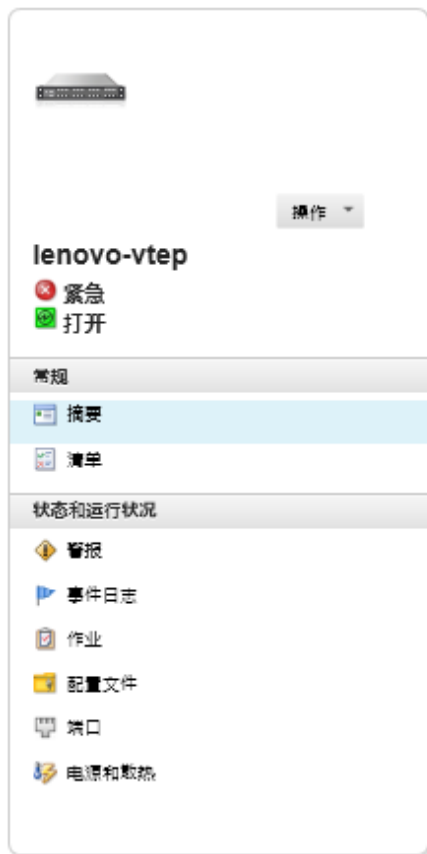 操作
lenovo-vtep
紧急
打开
常规
摘要
清单
状态和运行状况
警报
事件日志
作业
配置文件
端口
电源和散热